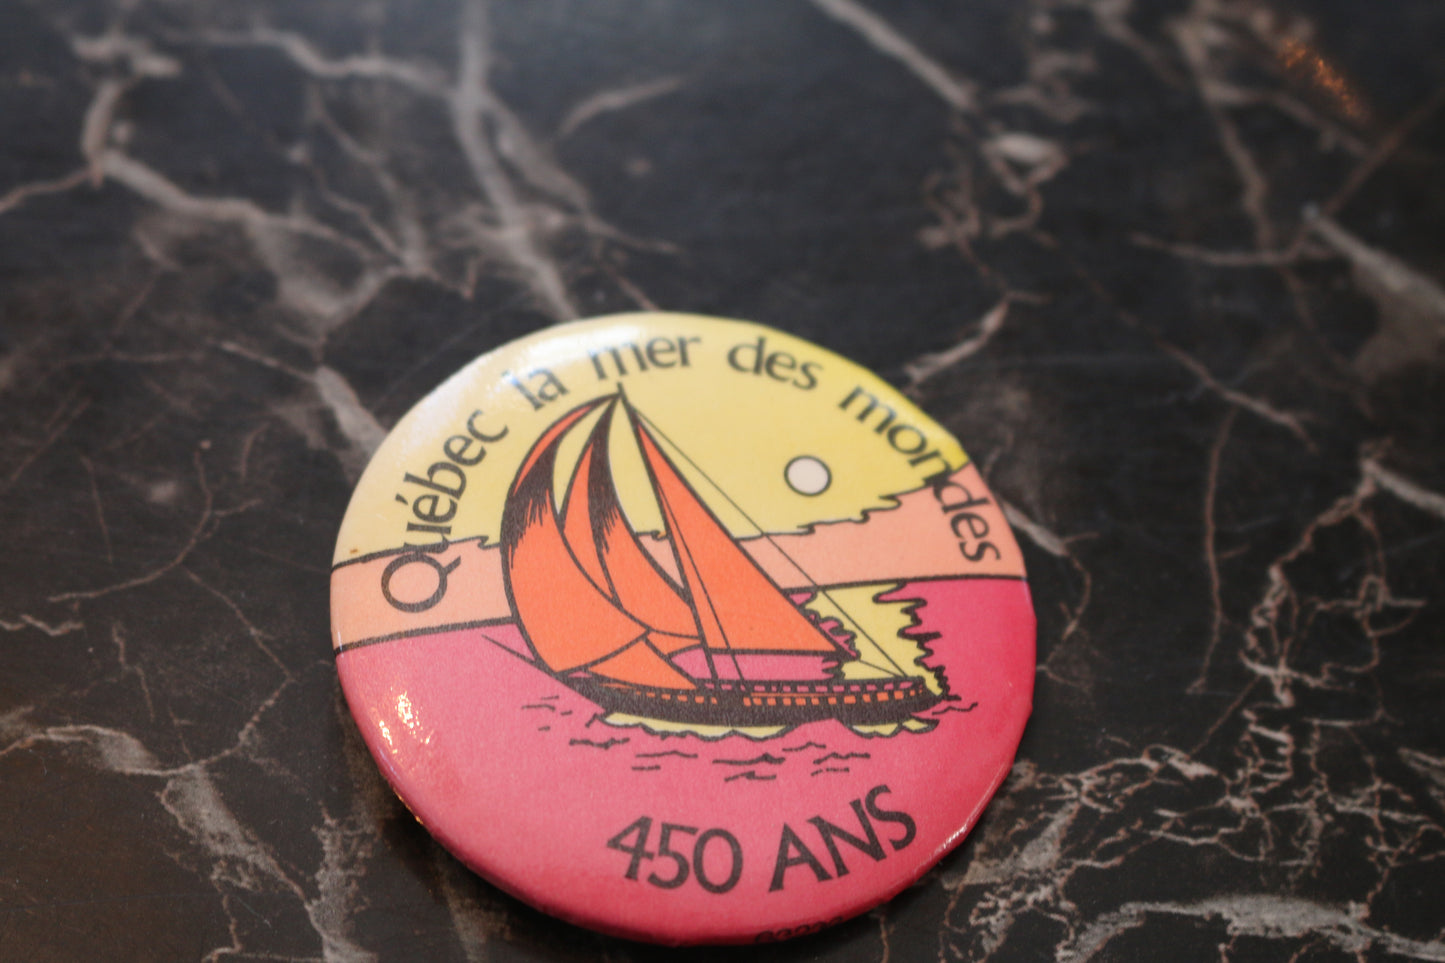 Québec la mer des mondes
450 ANS